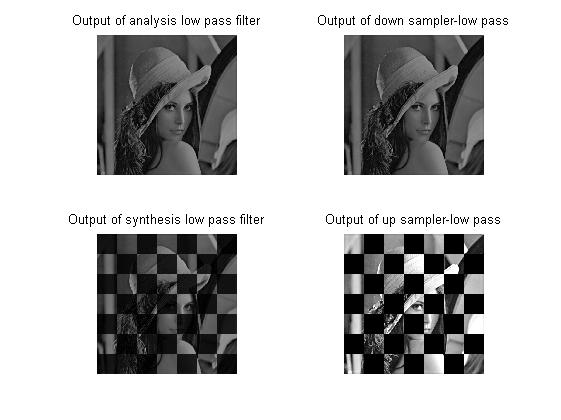 Output of analysis low pass filter
Output of down sampler-low pass
Output of synthesis low pass filter
Output of up sampler-low pass